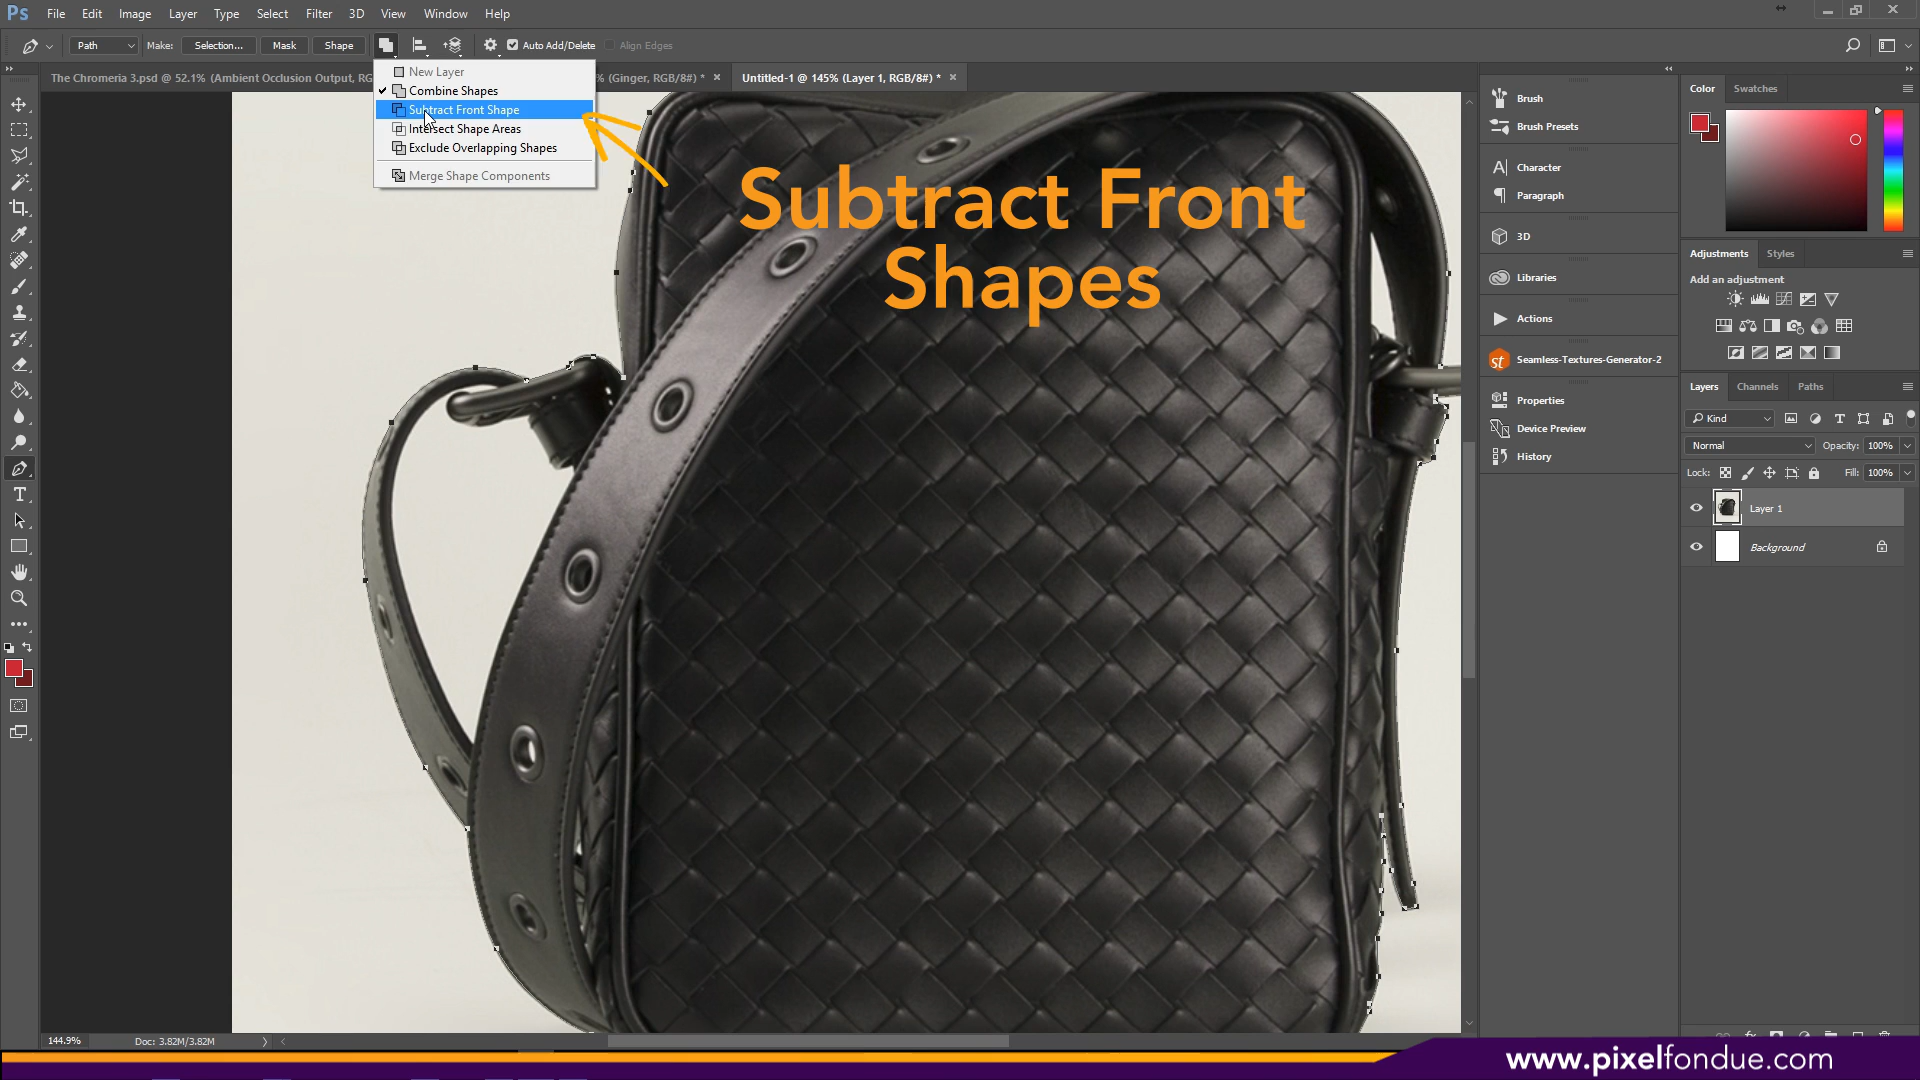 Ps File Edit Image Layer Type Select Filter 3D View Window Help
Path Make: Selection... Mask Shape Auto Add/Delete Align Edges
The Chromeria 3.psd @ 52.1% (Ambient Occlusion Output, RG
% (Ginger, RGB/8#) * ×
Untitled-1 @ 145% (Layer 1, RGB/8#) * ×
New Layer
Combine Shapes
Subtract Front Shape
Intersect Shape Areas
Exclude Overlapping Shapes
Merge Shape Components
Subtract Front
Shapes
Brush
Brush Presets
Character
Paragraph
3D
Libraries
Actions
st Seamless-Textures-Generator-2
Properties
Device Preview
History
Color Swatches
Adjustments Styles
Add an adjustment
Layers Channels Paths
Kind
Normal Opacity: 100%
Lock: Fill: 100%
Layer 1
Background
144.9% Doc: 3.82M/3.82M
www.pixelfondue.com